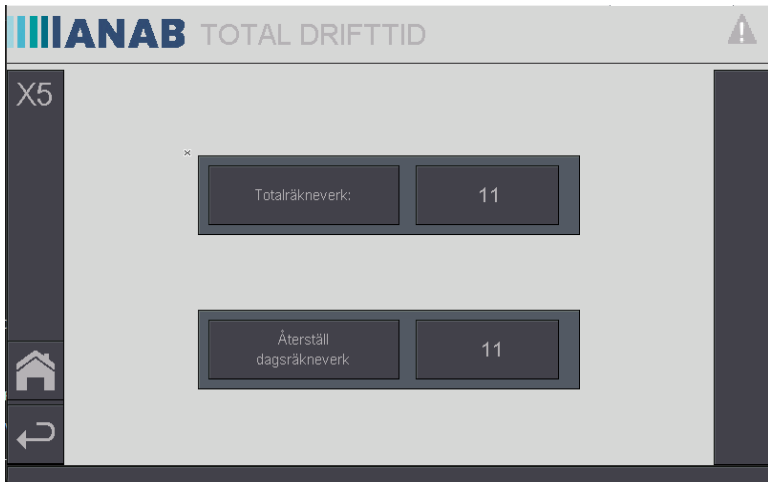 ANAB TOTAL DRIFTTID
X5
Totalräkneverk: 11
Återställ
dagsräkneverk 11